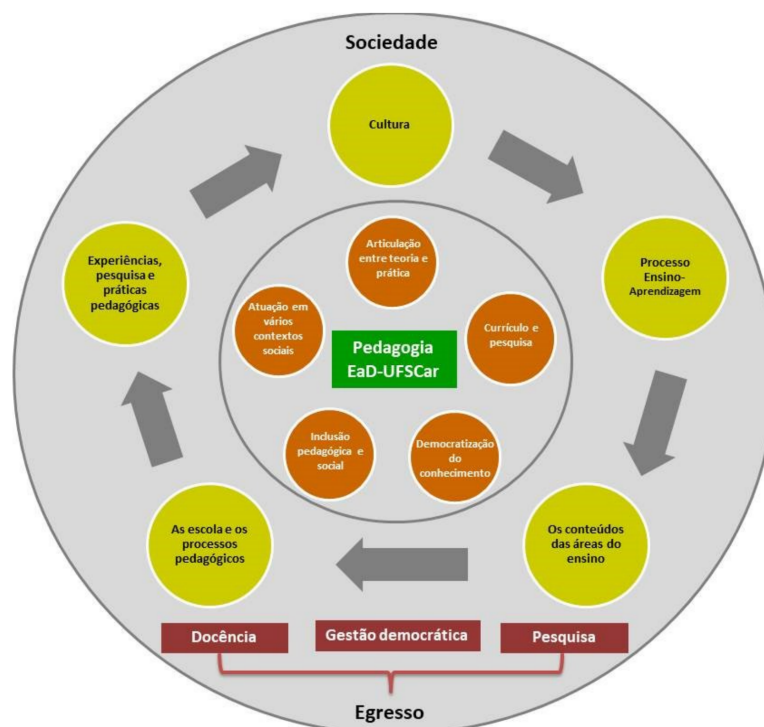 Sociedade
Cultura
Experiências,
pesquisa e
práticas
pedagógicas
Processo
Ensino-
Aprendizagem
Articulação
entre teoria e
prática
Atuação em
vários
contextos
sociais
Currículo e
pesquisa
Pedagogia
EaD-UFSCar
Inclusão
pedagógica e
social
Democratização
do
conhecimento
As escola e os
processos
pedagógicos
Os conteúdos
das áreas do
ensino
Docência
Gestão democrática
Pesquisa
Egresso